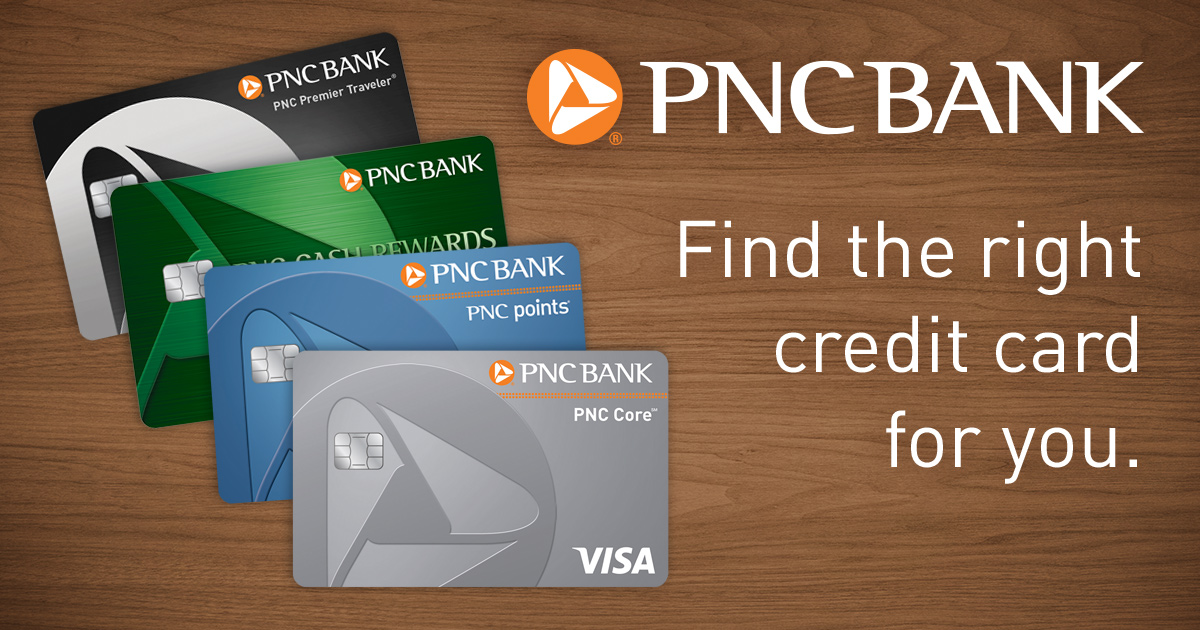 PNC BANK
PNC Premier Traveler®
PNC BANK
CASH REWARDS
PNC BANK
PNC points®
PNC BANK
PNC Core℠
VISA
PNC BANK
®
Find the right
credit card
for you.